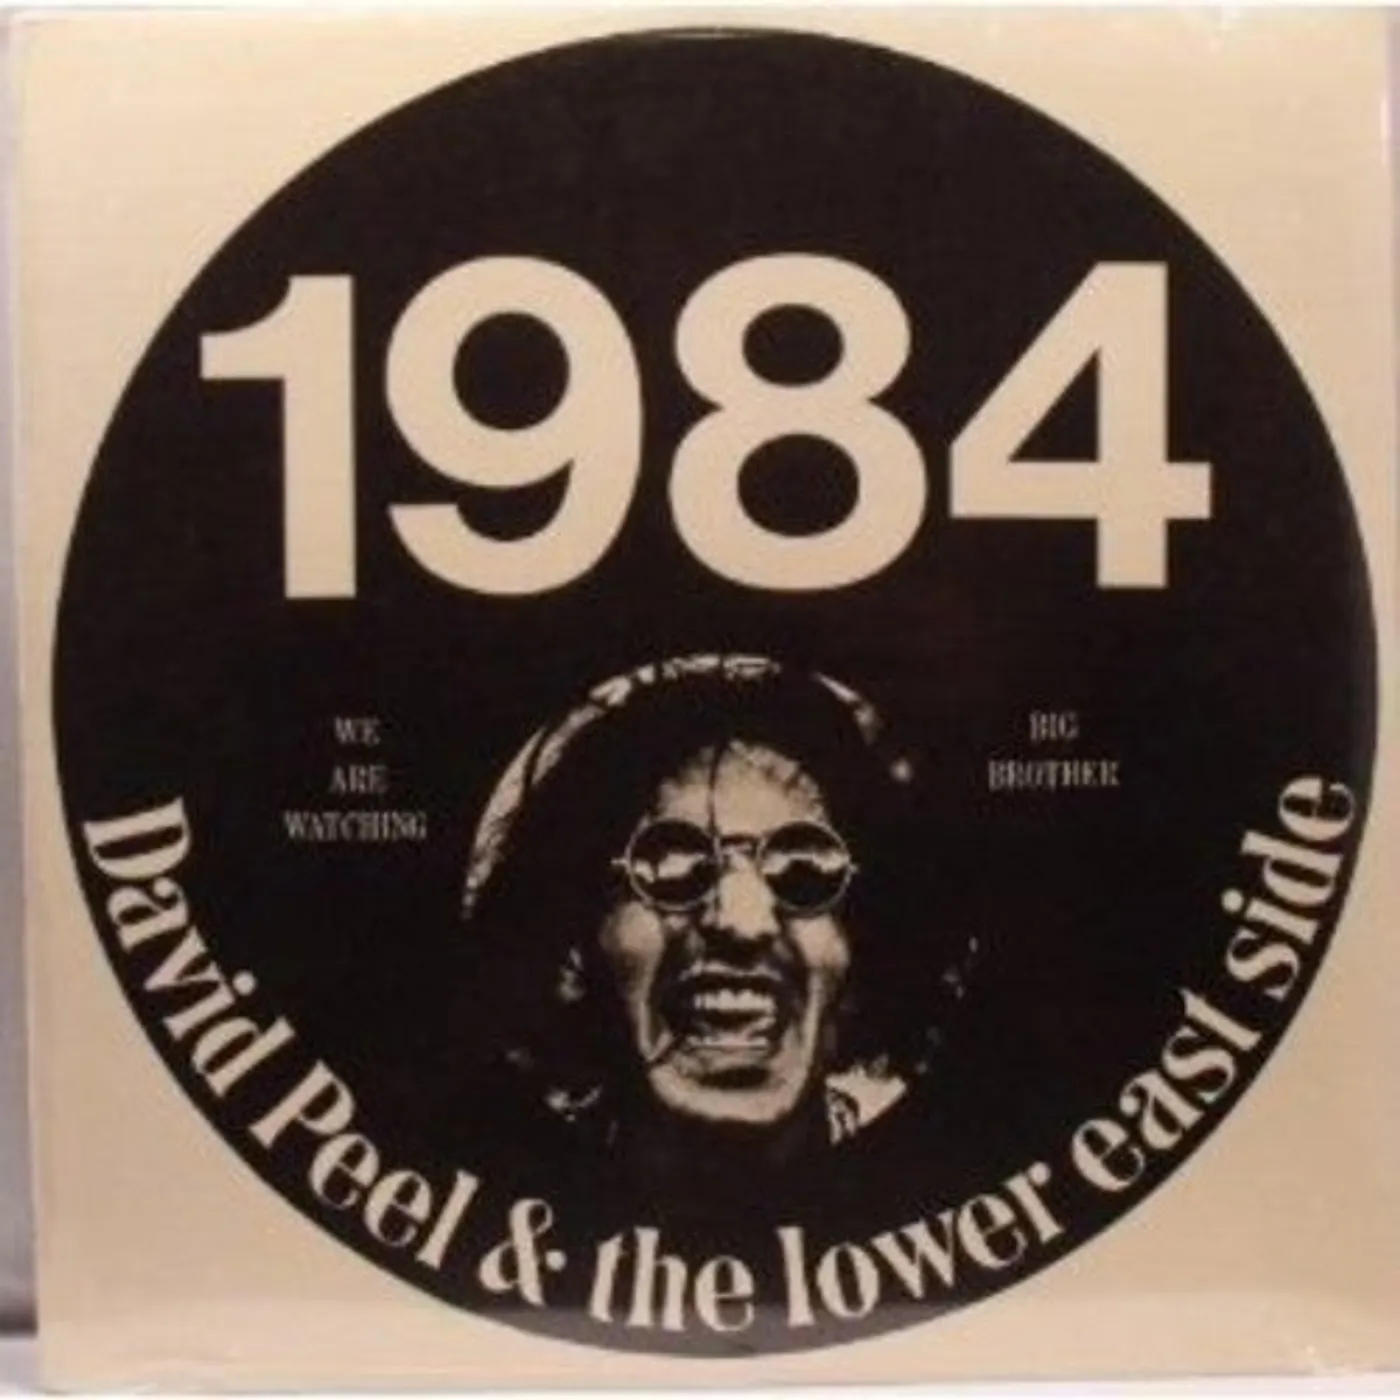 1984
WE
ARE
WATCHING
BIG
BROTHER
David Peel & the lower east side